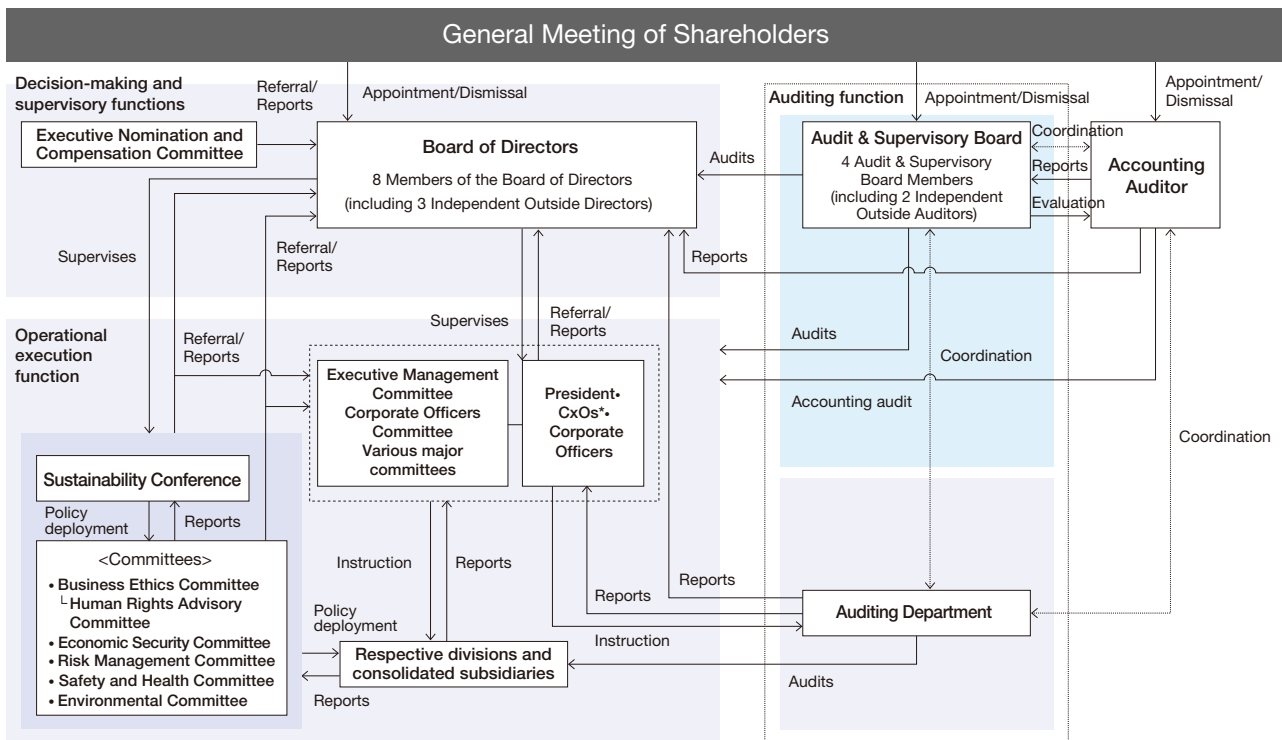 General Meeting of Shareholders
Decision-making and
supervisory functions
Referral/
Reports
Appointment/Dismissal
Auditing function
Appointment/Dismissal
Appointment/
Dismissal
Executive Nomination and
Compensation Committee
Board of Directors
8 Members of the Board of Directors
(including 3 Independent Outside Directors)
Audits
Audit & Supervisory Board
4 Audit & Supervisory
Board Members
(including 2 Independent
Outside Auditors)
Coordination
Reports
Evaluation
Accounting
Auditor
Supervises
Referral/
Reports
Reports
Operational
execution
function
Referral/
Reports
Supervises
Referral/
Reports
Audits
Coordination
Accounting audit
Coordination
Executive Management
Committee
Corporate Officers
Committee
Various major
committees
President•
CxOs*•
Corporate
Officers
Sustainability Conference
Policy
deployment
Reports
Instruction
Reports
Reports
Reports
<Committees>
• Business Ethics Committee
└ Human Rights Advisory
Committee
• Economic Security Committee
• Risk Management Committee
• Safety and Health Committee
• Environmental Committee
Policy
deployment
Instruction
Auditing Department
Respective divisions and
consolidated subsidiaries
Reports
Audits